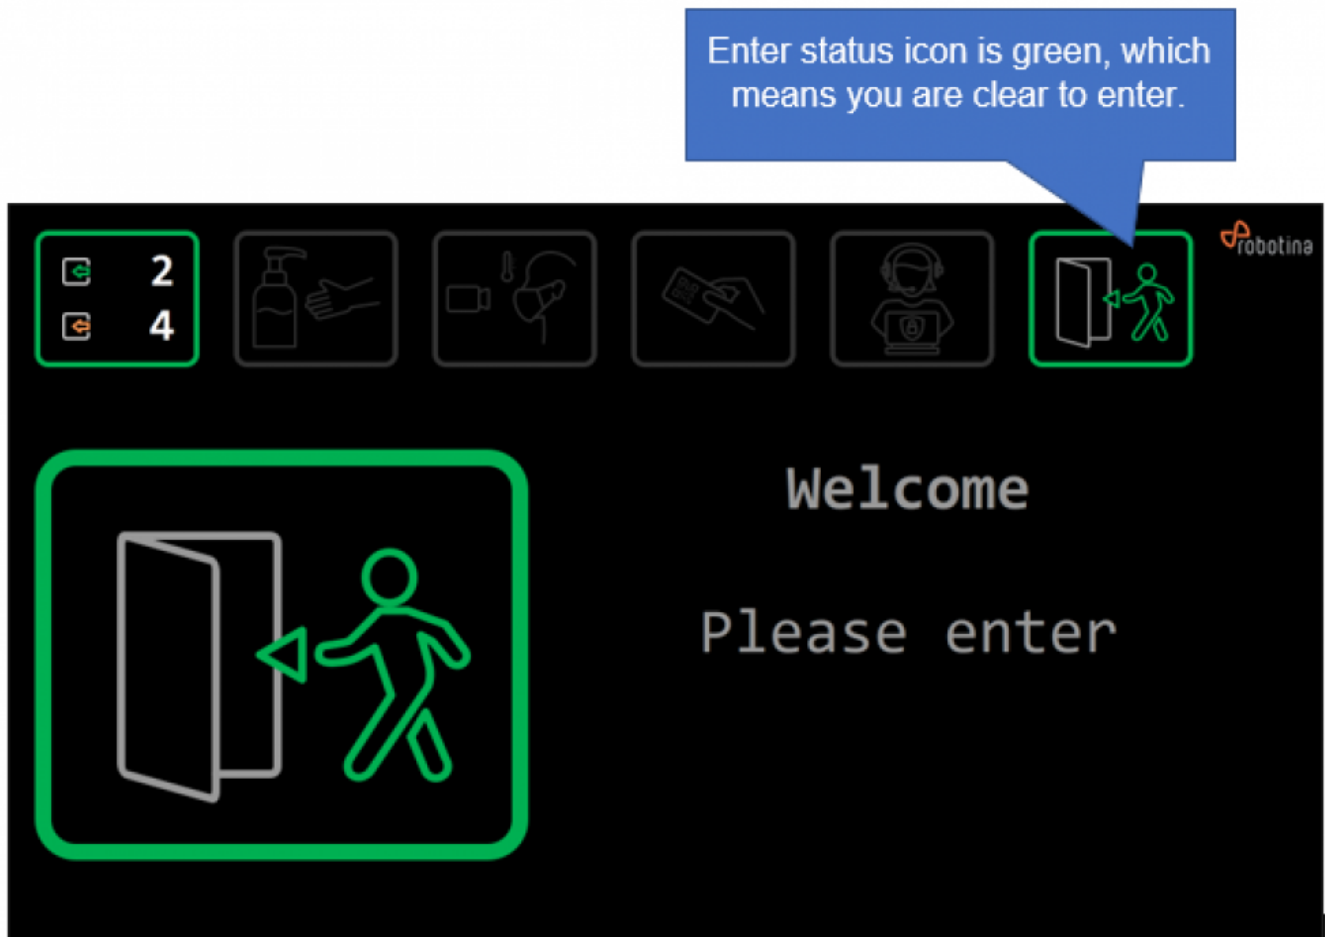 Enter status icon is green, which
means you are clear to enter.
2
4
robotina
Welcome
Please enter